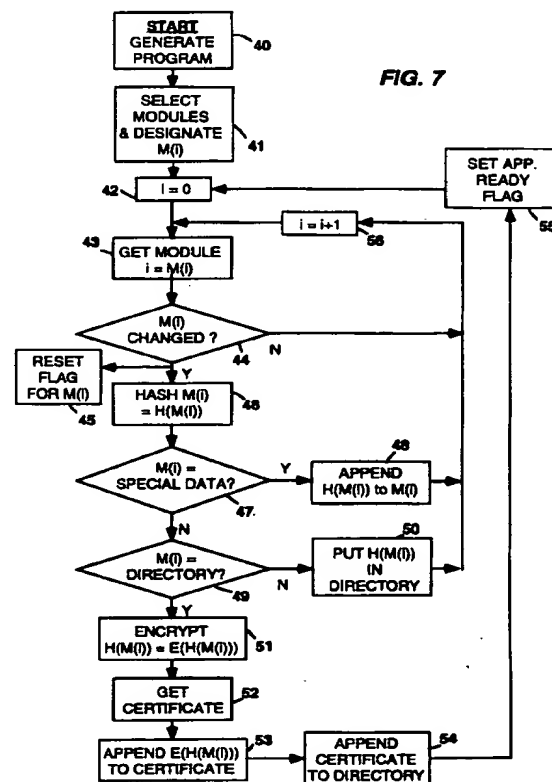 START
GENERATE
PROGRAM
40
FIG. 7
SELECT
MODULES
& DESIGNATE
M(i)
41
SET APP.
READY
FLAG
55
42
i = 0
i = i+1
56
43
GET MODULE
i = M(i)
M(i)
CHANGED ?
44
N
RESET
FLAG
FOR M(i)
45
Y
HASH M(i)
= H(M(i))
46
M(i) =
SPECIAL DATA?
47
Y
APPEND
H(M(i)) to M(i)
48
N
M(i) =
DIRECTORY?
49
N
PUT H(M(i))
IN
DIRECTORY
50
Y
ENCRYPT
H(M(i)) = E(H(M(i)))
51
GET
CERTIFICATE
52
APPEND E(H(M(i)))
TO CERTIFICATE
53
APPEND
CERTIFICATE
TO DIRECTORY
54